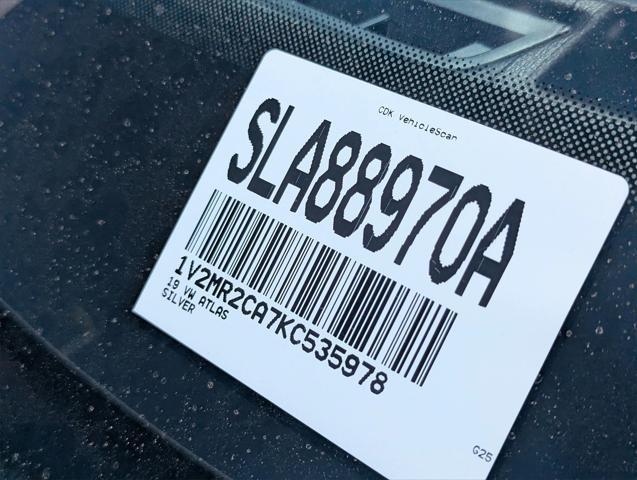 CDK VehicleScan
SLA88970A
1V2MR2CA7KC535978
19 VW ATLAS
SILVER
G25